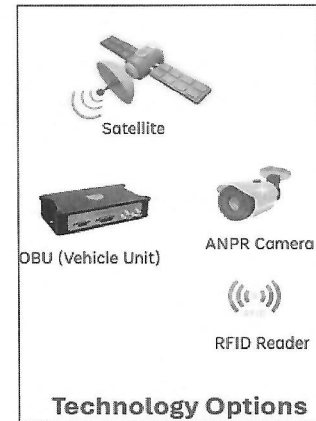 Satellite
OBU (Vehicle Unit)
ANPR Camera
RFID Reader
Technology Options